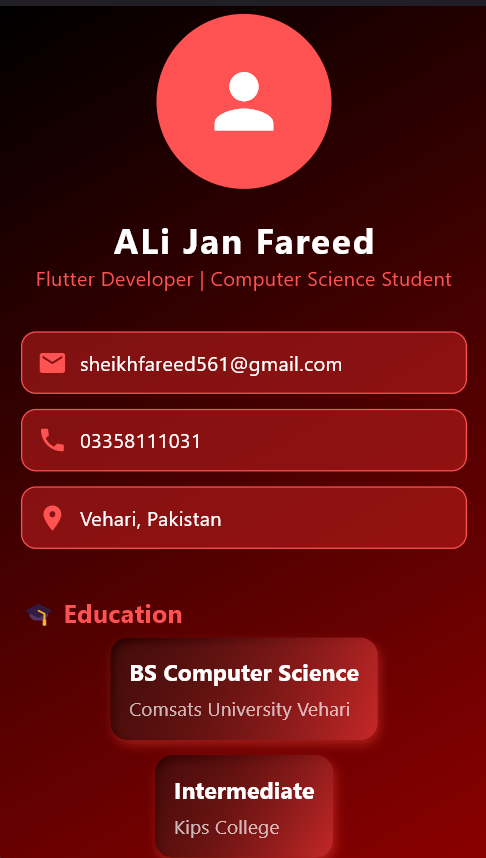 ALi Jan Fareed
Flutter Developer | Computer Science Student
sheikhfareed561@gmail.com
03358111031
Vehari, Pakistan
🎓 Education
BS Computer Science
Comsats University Vehari
Intermediate
Kips College